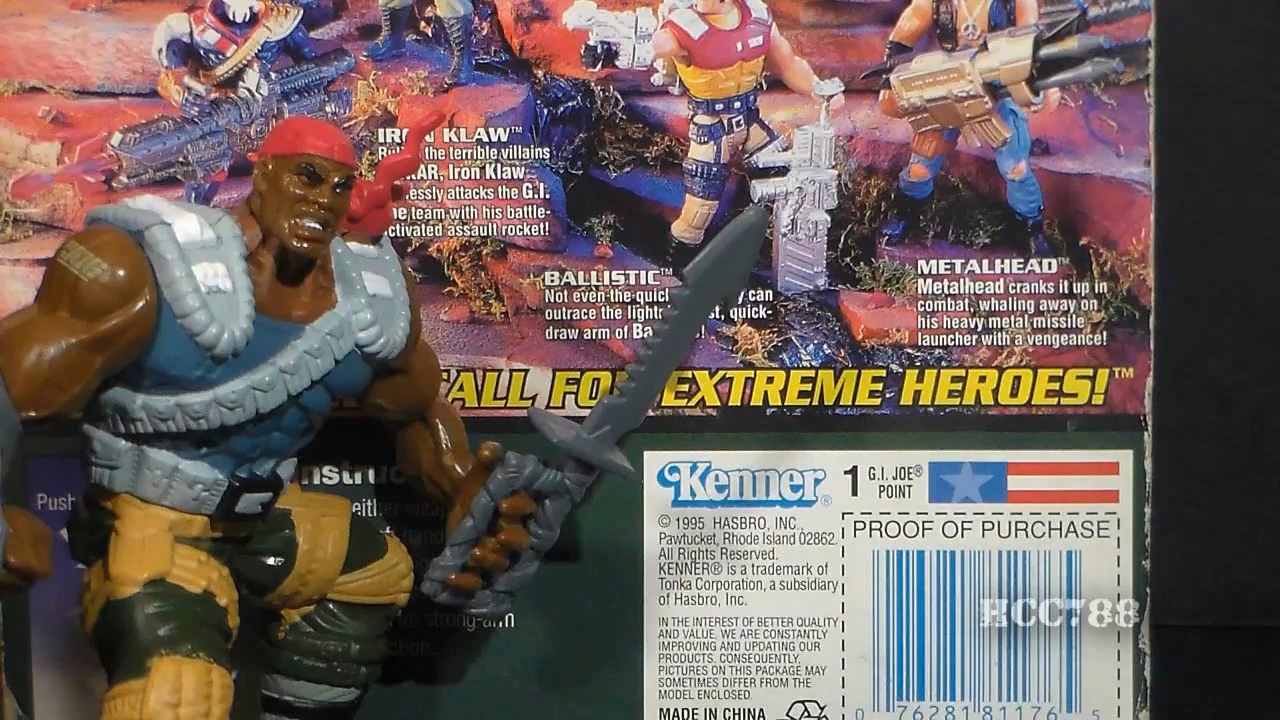 IRON KLAW™
the terrible villains
Iron Klaw
attacks the G.I.
team with his battle-
activated assault rocket!
BALLISTIC™
Not even the can
outrace the quick-
draw arm of
METALHEAD™
Metalhead cranks it up in
combat, whaling away on
his heavy metal missile
launcher with a vengeance!
EXTREME HEROES!™
Push
Kenner®
1 G.I. JOE®
POINT
© 1995 HASBRO, INC.,
Pawtucket, Rhode Island 02862.
All Rights Reserved.
KENNER® is a trademark of
Tonka Corporation, a subsidiary
of Hasbro, Inc.
IN THE INTEREST OF BETTER QUALITY
AND VALUE, WE ARE CONSTANTLY
IMPROVING AND UPDATING OUR
PRODUCTS. CONSEQUENTLY,
PICTURES ON THIS PACKAGE MAY
SOMETIMES DIFFER FROM THE
MODEL ENCLOSED.
MADE IN CHINA
PROOF OF PURCHASE
0 76281 81176 5
HCC788